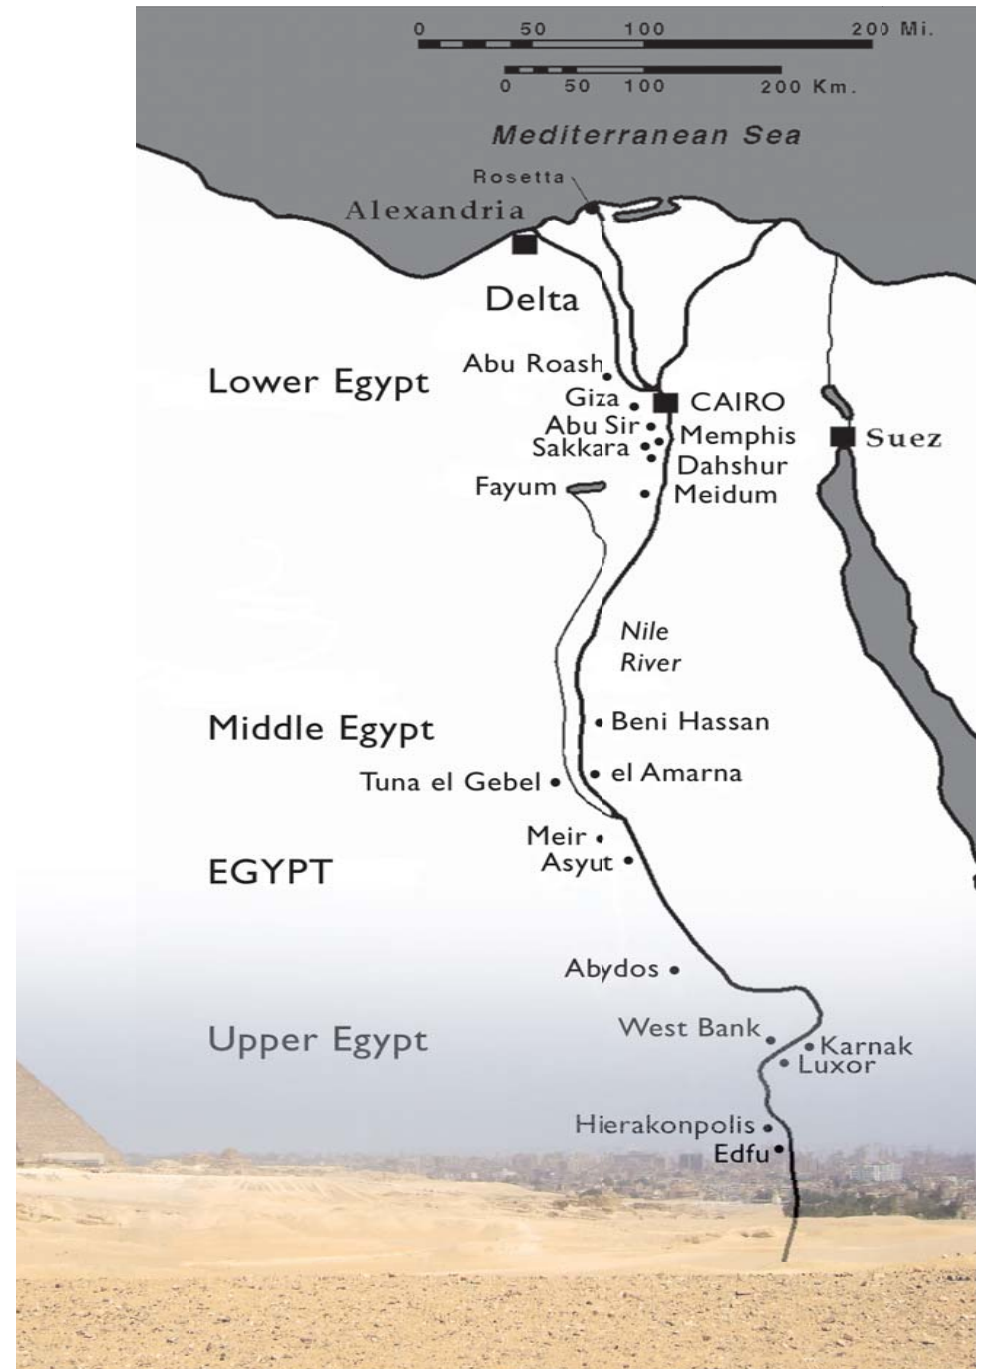 0 50 100 200 Mi.
0 50 100 200 Km.
Mediterranean Sea
Rosetta
Alexandria
Delta
Abu Roash
Lower Egypt
Giza
CAIRO
Abu Sir
Memphis
Suez
Sakkara
Dahshur
Fayum
Meidum
Nile
River
Middle Egypt
Beni Hassan
el Amarna
Tuna el Gebel
Meir
Asyut
EGYPT
Abydos
West Bank
Upper Egypt
Karnak
Luxor
Hierakonpolis
Edfu